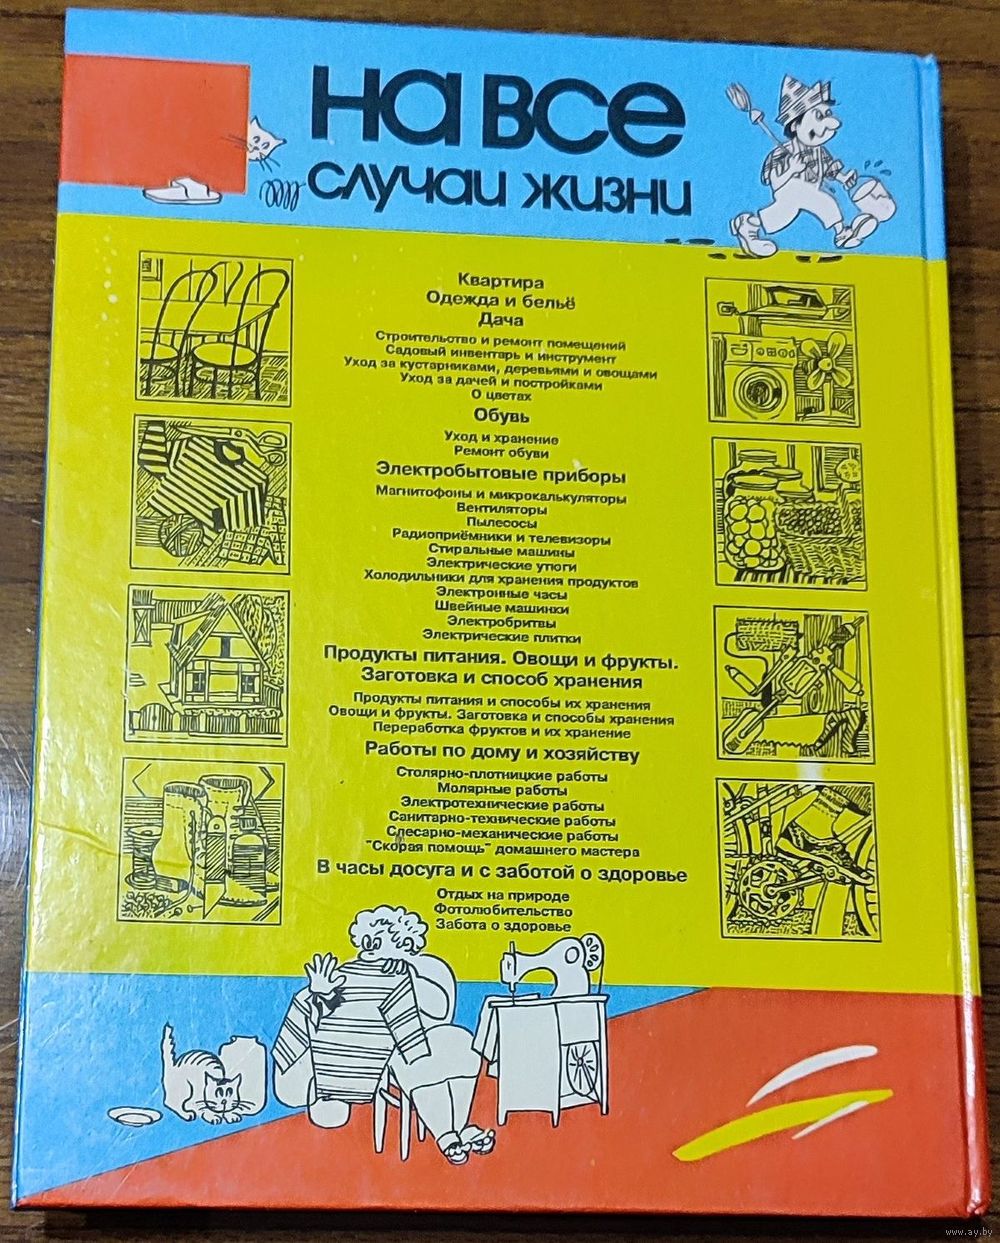 на все
случаи жизни
Квартира
Одежда и бельё
Дача
Строительство и ремонт помещений
Садовый инвентарь и инструмент
Уход за кустарниками, деревьями и овощами
Уход за дачей и постройками
О цветах
Обувь
Уход и хранение
Ремонт обуви
Электробытовые приборы
Магнитофоны и микрокалькуляторы
Вентиляторы
Пылесосы
Радиоприёмники и телевизоры
Стиральные машины
Электрические утюги
Холодильники для хранения продуктов
Электронные часы
Швейные машинки
Электробритвы
Электрические плитки
Продукты питания. Овощи и фрукты.
Заготовка и способ хранения
Продукты питания и способы их хранения
Овощи и фрукты. Заготовка и способы хранения
Переработка фруктов и их хранение
Работы по дому и хозяйству
Столярно-плотницкие работы
Молярные работы
Электротехнические работы
Санитарно-технические работы
Слесарно-механические работы
"Скорая помощь" домашнего мастера
В часы досуга и с заботой о здоровье
Отдых на природе
Фотолюбительство
Забота о здоровье
www.ay.by